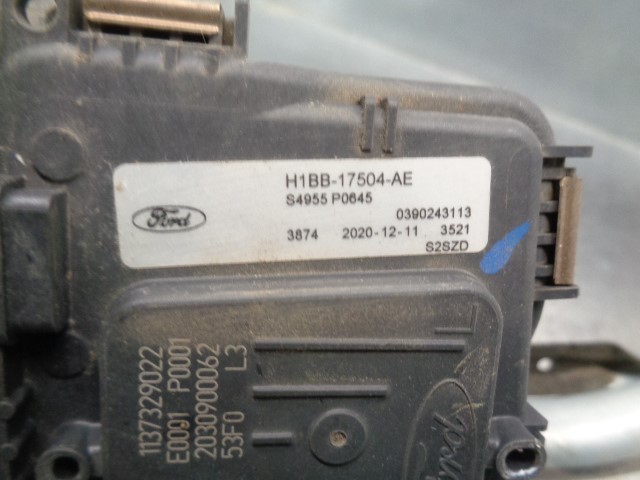 H1BB-17504-AE
S4955 P0645
Ford
0390243113
3874 2020-12-11 3521
S2SZD
1137329022
E0091 P0001
2030900062
53F0 L3
Ford